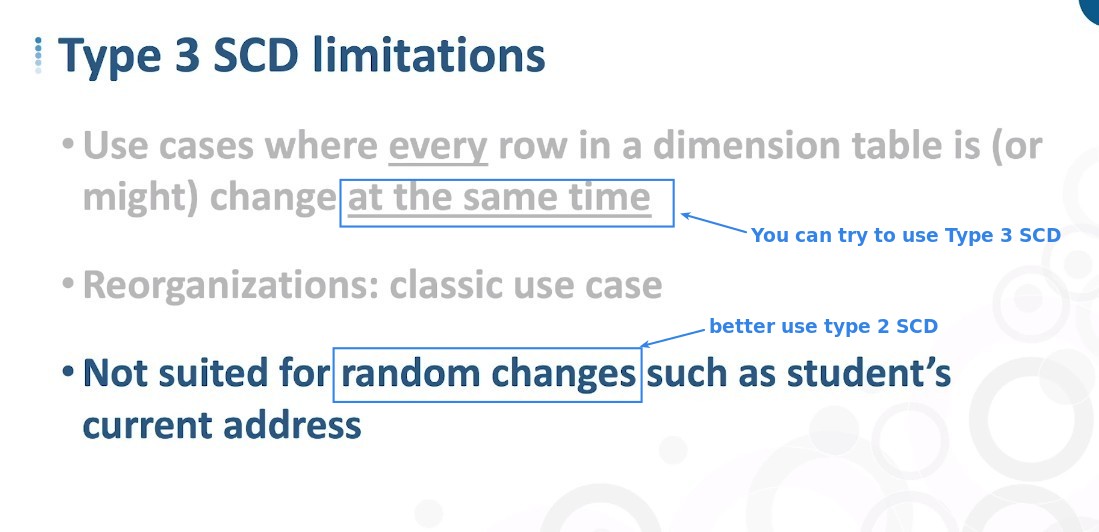 Type 3 SCD limitations
• Use cases where every row in a dimension table is (or
might) change at the same time
You can try to use Type 3 SCD
• Reorganizations: classic use case
better use type 2 SCD
• Not suited for random changes such as student’s
current address